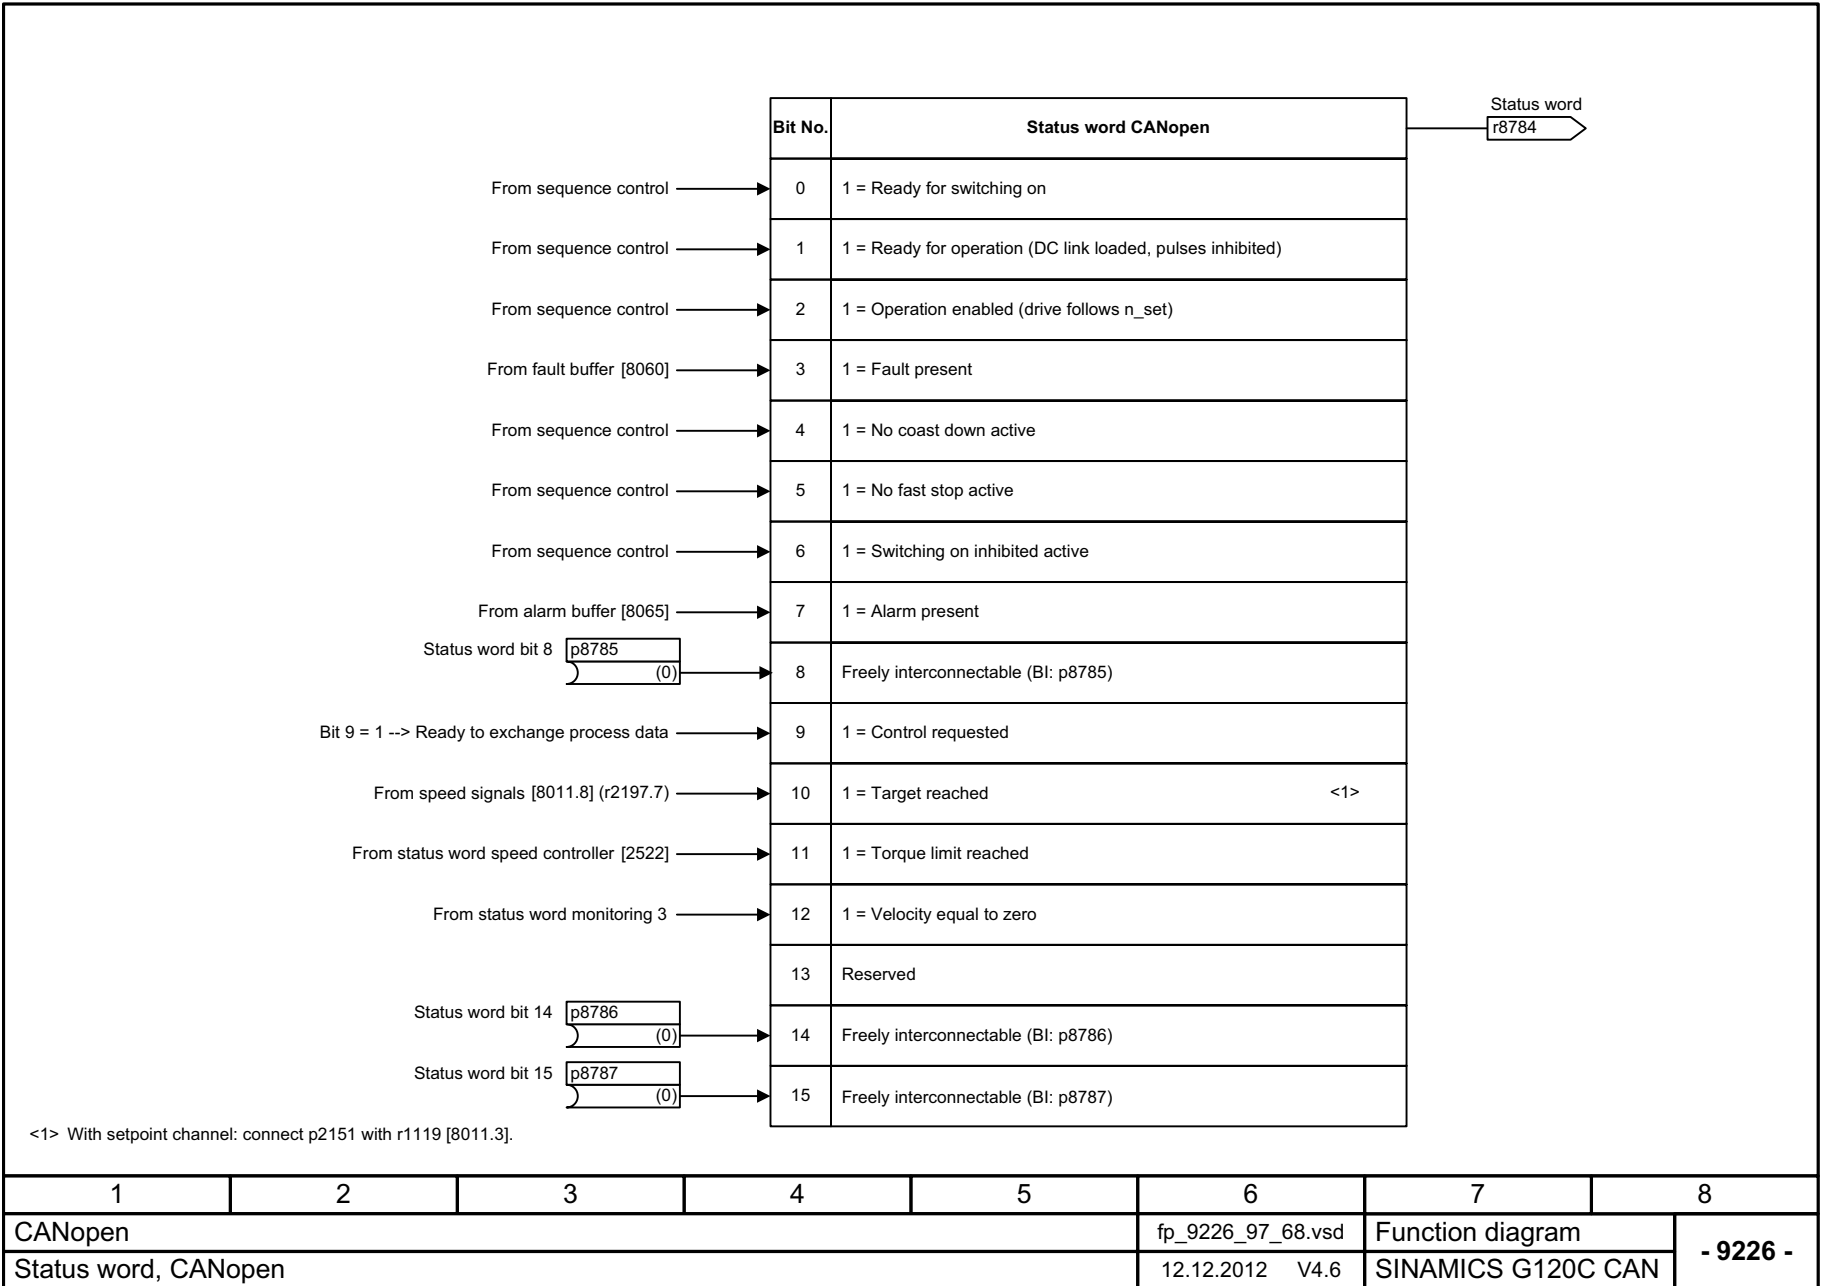 Status word
r8784
Bit No. Status word CANopen
From sequence control 0 1 = Ready for switching on
From sequence control 1 1 = Ready for operation (DC link loaded, pulses inhibited)
From sequence control 2 1 = Operation enabled (drive follows n_set)
From fault buffer [8060] 3 1 = Fault present
From sequence control 4 1 = No coast down active
From sequence control 5 1 = No fast stop active
From sequence control 6 1 = Switching on inhibited active
From alarm buffer [8065] 7 1 = Alarm present
Status word bit 8 p8785
(0) 8 Freely interconnectable (BI: p8785)
Bit 9 = 1 --> Ready to exchange process data 9 1 = Control requested
From speed signals [8011.8] (r2197.7) 10 1 = Target reached <1>
From status word speed controller [2522] 11 1 = Torque limit reached
From status word monitoring 3 12 1 = Velocity equal to zero
13 Reserved
Status word bit 14 p8786
(0) 14 Freely interconnectable (BI: p8786)
Status word bit 15 p8787
(0) 15 Freely interconnectable (BI: p8787)
<1> With setpoint channel: connect p2151 with r1119 [8011.3].
1 2 3 4 5 6 7 8
CANopen fp_9226_97_68.vsd Function diagram - 9226 -
Status word, CANopen 12.12.2012 V4.6 SINAMICS G120C CAN